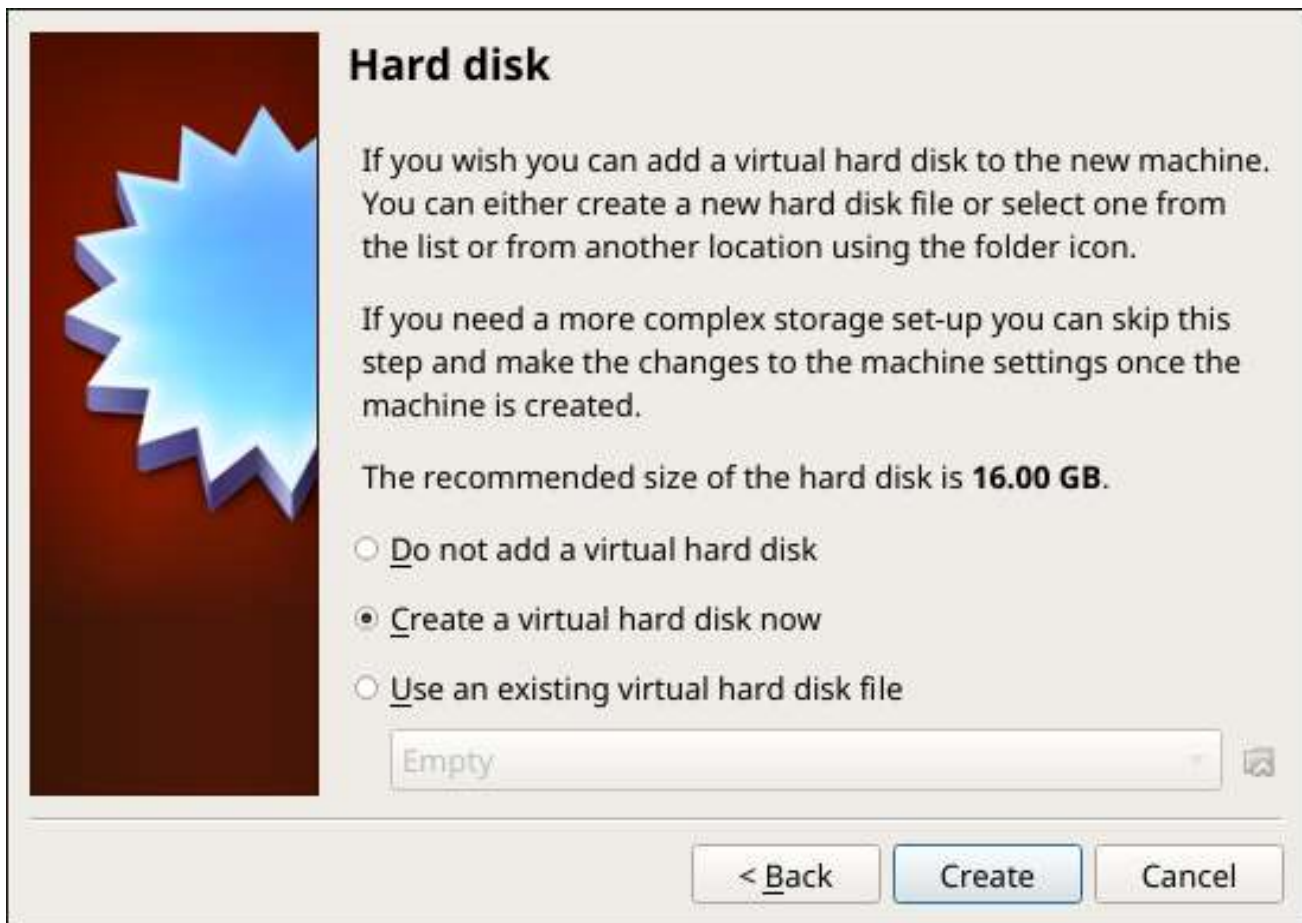 Hard disk
If you wish you can add a virtual hard disk to the new machine.
You can either create a new hard disk file or select one from
the list or from another location using the folder icon.
If you need a more complex storage set-up you can skip this
step and make the changes to the machine settings once the
machine is created.
The recommended size of the hard disk is 16.00 GB.
Do not add a virtual hard disk
Create a virtual hard disk now
Use an existing virtual hard disk file
Empty
< Back
Create
Cancel